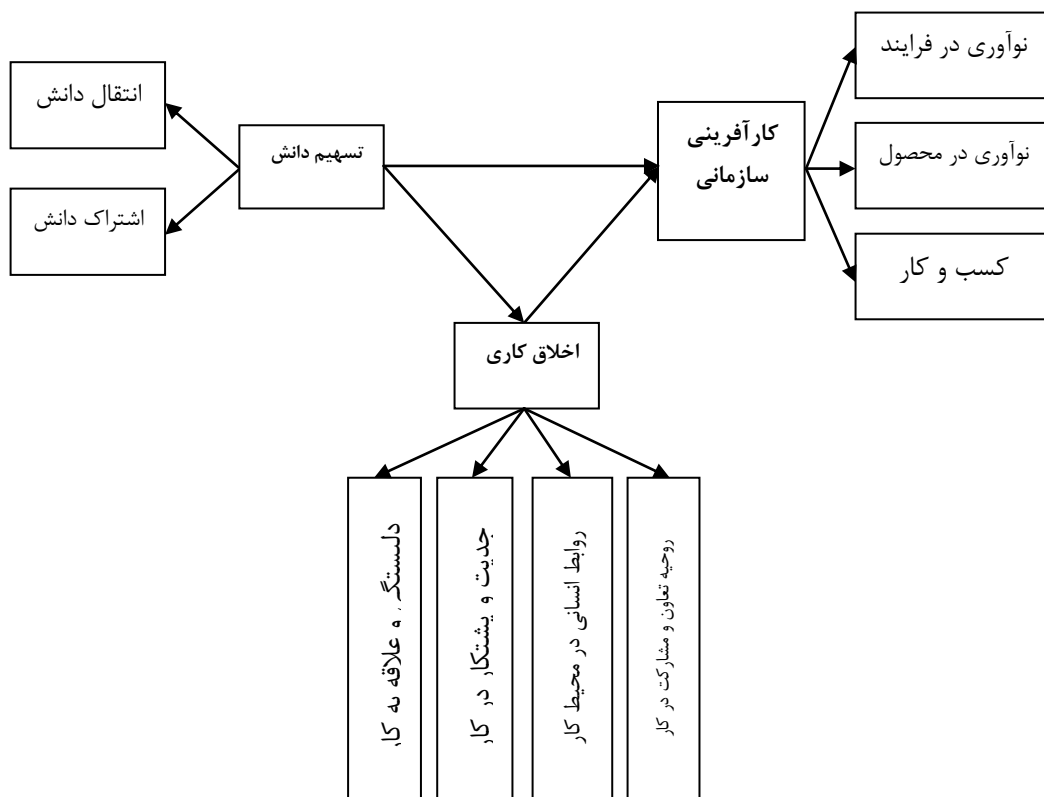 نوآوری در فرایند
انتقال دانش
کارآفرینی
سازمانی
تسهیم دانش
نوآوری در محصول
اشتراک دانش
کسب و کار
اخلاق کاری
دلبستگی و علاقه به کار
جدیت و پشتکار در کار
روابط انسانی در محیط کار
روحیه تعاون و مشارکت در کار